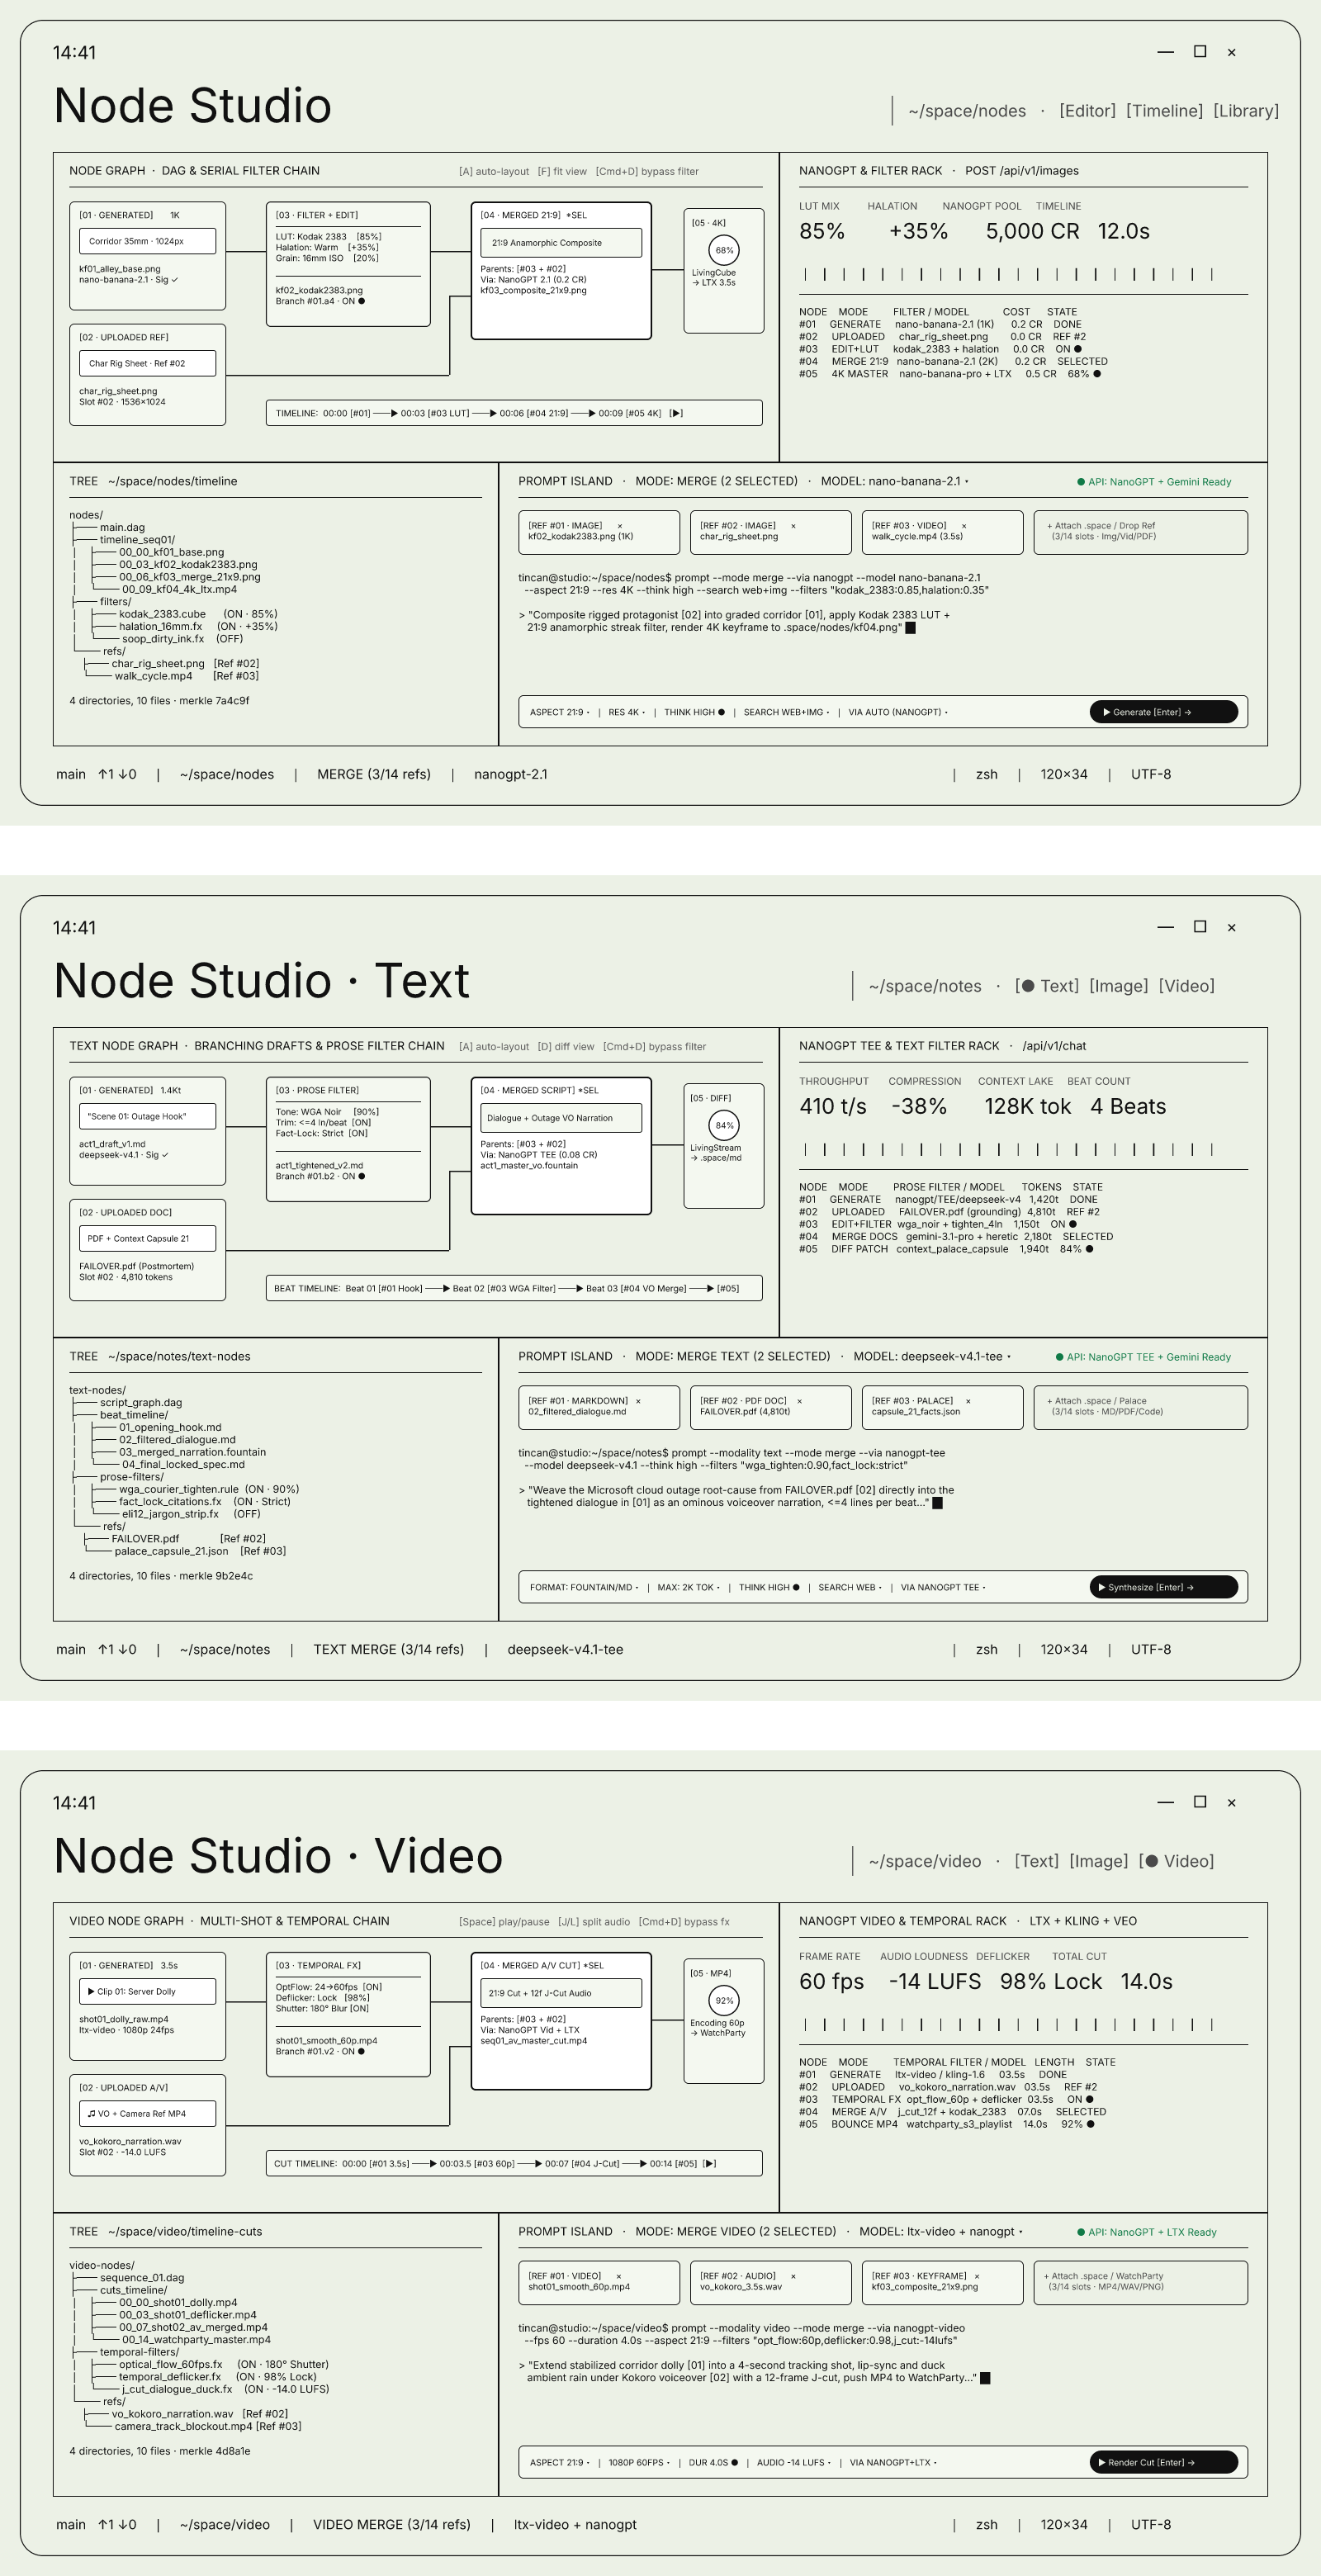 14:41
— □ ×
Node Studio
~/space/nodes · [Editor] [Timeline] [Library]
NODE GRAPH · DAG & SERIAL FILTER CHAIN
[A] auto-layout [F] fit view [Cmd+D] bypass filter
[01 · GENERATED] 1K
Corridor 35mm · 1024px
kf01_alley_base.png
nano-banana-2.1 · Sig ✓
[02 · UPLOADED REF]
Char Rig Sheet · Ref #02
char_rig_sheet.png
Slot #02 · 1536×1024
[03 · FILTER + EDIT]
LUT: Kodak 2383 [85%]
Halation: Warm [+35%]
Grain: 16mm ISO [20%]
kf02_kodak2383.png
Branch #01.a4 · ON ●
[04 · MERGED 21:9] *SEL
21:9 Anamorphic Composite
Parents: [#03 + #02]
Via: NanoGPT 2.1 (0.2 CR)
kf03_composite_21x9.png
[05 · 4K]
68%
LivingCube
→ LTX 3.5s
TIMELINE: 00:00 [#01] ──▶ 00:03 [#03 LUT] ──▶ 00:06 [#04 21:9] ──▶ 00:09 [#05 4K] [▶]
NANOGPT & FILTER RACK · POST /api/v1/images
LUT MIX HALATION NANOGPT POOL TIMELINE
85% +35% 5,000 CR 12.0s
NODE MODE FILTER / MODEL COST STATE
#01 GENERATE nano-banana-2.1 (1K) 0.2 CR DONE
#02 UPLOADED char_rig_sheet.png 0.0 CR REF #2
#03 EDIT+LUT kodak_2383 + halation 0.0 CR ON ●
#04 MERGE 21:9 nano-banana-2.1 (2K) 0.2 CR SELECTED
#05 4K MASTER nano-banana-pro + LTX 0.5 CR 68% ●
TREE ~/space/nodes/timeline
nodes/
├── main.dag
├── timeline_seq01/
│ ├── 00_00_kf01_base.png
│ ├── 00_03_kf02_kodak2383.png
│ ├── 00_06_kf03_merge_21x9.png
│ └── 00_09_kf04_4k_ltx.mp4
├── filters/
│ ├── kodak_2383.cube (ON · 85%)
│ ├── halation_16mm.fx (ON · +35%)
│ └── soop_dirty_ink.fx (OFF)
└── refs/
├── char_rig_sheet.png [Ref #02]
└── walk_cycle.mp4 [Ref #03]
4 directories, 10 files · merkle 7a4c9f
PROMPT ISLAND · MODE: MERGE (2 SELECTED) · MODEL: nano-banana-2.1 ▾
● API: NanoGPT + Gemini Ready
[REF #01 · IMAGE] ×
kf02_kodak2383.png (1K)
[REF #02 · IMAGE] ×
char_rig_sheet.png
[REF #03 · VIDEO] ×
walk_cycle.mp4 (3.5s)
+ Attach .space / Drop Ref
(3/14 slots · Img/Vid/PDF)
tincan@studio:~/space/nodes$ prompt --mode merge --via nanogpt --model nano-banana-2.1
--aspect 21:9 --res 4K --think high --search web+img --filters "kodak_2383:0.85,halation:0.35"
> "Composite rigged protagonist [02] into graded corridor [01], apply Kodak 2383 LUT +
21:9 anamorphic streak filter, render 4K keyframe to .space/nodes/kf04.png" █
ASPECT 21:9 ▾ | RES 4K ▾ | THINK HIGH ● | SEARCH WEB+IMG ▾ | VIA AUTO (NANOGPT) ▾
▶ Generate [Enter] →
main ↑1 ↓0 | ~/space/nodes | MERGE (3/14 refs) | nanogpt-2.1
| zsh | 120×34 | UTF-8
14:41
— □ ×
Node Studio · Text
~/space/notes · [● Text] [Image] [Video]
TEXT NODE GRAPH · BRANCHING DRAFTS & PROSE FILTER CHAIN
[A] auto-layout [D] diff view [Cmd+D] bypass filter
[01 · GENERATED] 1.4Kt
"Scene 01: Outage Hook"
act1_draft_v1.md
deepseek-v4.1 · Sig ✓
[02 · UPLOADED DOC]
PDF + Context Capsule 21
FAILOVER.pdf (Postmortem)
Slot #02 · 4,810 tokens
[03 · PROSE FILTER]
Tone: WGA Noir [90%]
Trim: <=4 ln/beat [ON]
Fact-Lock: Strict [ON]
act1_tightened_v2.md
Branch #01.b2 · ON ●
[04 · MERGED SCRIPT] *SEL
Dialogue + Outage VO Narration
Parents: [#03 + #02]
Via: NanoGPT TEE (0.08 CR)
act1_master_vo.fountain
[05 · DIFF]
84%
LivingStream
→ .space/md
BEAT TIMELINE: Beat 01 [#01 Hook] ──▶ Beat 02 [#03 WGA Filter] ──▶ Beat 03 [#04 VO Merge] ──▶ [#05]
NANOGPT TEE & TEXT FILTER RACK · /api/v1/chat
THROUGHPUT COMPRESSION CONTEXT LAKE BEAT COUNT
410 t/s -38% 128K tok 4 Beats
NODE MODE PROSE FILTER / MODEL TOKENS STATE
#01 GENERATE nanogpt/TEE/deepseek-v4 1,420t DONE
#02 UPLOADED FAILOVER.pdf (grounding) 4,810t REF #2
#03 EDIT+FILTER wga_noir + tighten_4ln 1,150t ON ●
#04 MERGE DOCS gemini-3.1-pro + heretic 2,180t SELECTED
#05 DIFF PATCH context_palace_capsule 1,940t 84% ●
TREE ~/space/notes/text-nodes
text-nodes/
├── script_graph.dag
├── beat_timeline/
│ ├── 01_opening_hook.md
│ ├── 02_filtered_dialogue.md
│ ├── 03_merged_narration.fountain
│ └── 04_final_locked_spec.md
├── prose-filters/
│ ├── wga_courier_tighten.rule (ON · 90%)
│ ├── fact_lock_citations.fx (ON · Strict)
│ └── eli12_jargon_strip.fx (OFF)
└── refs/
├── FAILOVER.pdf [Ref #02]
└── palace_capsule_21.json [Ref #03]
4 directories, 10 files · merkle 9b2e4c
PROMPT ISLAND · MODE: MERGE TEXT (2 SELECTED) · MODEL: deepseek-v4.1-tee ▾
● API: NanoGPT TEE + Gemini Ready
[REF #01 · MARKDOWN] ×
02_filtered_dialogue.md
[REF #02 · PDF DOC] ×
FAILOVER.pdf (4,810t)
[REF #03 · PALACE] ×
capsule_21_facts.json
+ Attach .space / Palace
(3/14 slots · MD/PDF/Code)
tincan@studio:~/space/notes$ prompt --modality text --mode merge --via nanogpt-tee
--model deepseek-v4.1 --think high --filters "wga_tighten:0.90,fact_lock:strict"
> "Weave the Microsoft cloud outage root-cause from FAILOVER.pdf [02] directly into the
tightened dialogue in [01] as an ominous voiceover narration, <=4 lines per beat..." █
FORMAT: FOUNTAIN/MD ▾ | MAX: 2K TOK ▾ | THINK HIGH ● | SEARCH WEB ▾ | VIA NANOGPT TEE ▾
▶ Synthesize [Enter] →
main ↑1 ↓0 | ~/space/notes | TEXT MERGE (3/14 refs) | deepseek-v4.1-tee
| zsh | 120×34 | UTF-8
14:41
— □ ×
Node Studio · Video
~/space/video · [Text] [Image] [● Video]
VIDEO NODE GRAPH · MULTI-SHOT & TEMPORAL CHAIN
[Space] play/pause [J/L] split audio [Cmd+D] bypass fx
[01 · GENERATED] 3.5s
▶ Clip 01: Server Dolly
shot01_dolly_raw.mp4
ltx-video · 1080p 24fps
[02 · UPLOADED A/V]
♫ VO + Camera Ref MP4
vo_kokoro_narration.wav
Slot #02 · -14.0 LUFS
[03 · TEMPORAL FX]
OptFlow: 24→60fps [ON]
Deflicker: Lock [98%]
Shutter: 180° Blur [ON]
shot01_smooth_60p.mp4
Branch #01.v2 · ON ●
[04 · MERGED A/V CUT] *SEL
21:9 Cut + 12f J-Cut Audio
Parents: [#03 + #02]
Via: NanoGPT Vid + LTX
seq01_av_master_cut.mp4
[05 · MP4]
92%
Encoding 60p
→ WatchParty
CUT TIMELINE: 00:00 [#01 3.5s] ──▶ 00:03.5 [#03 60p] ──▶ 00:07 [#04 J-Cut] ──▶ 00:14 [#05] [▶]
NANOGPT VIDEO & TEMPORAL RACK · LTX + KLING + VEO
FRAME RATE AUDIO LOUDNESS DEFLICKER TOTAL CUT
60 fps -14 LUFS 98% Lock 14.0s
NODE MODE TEMPORAL FILTER / MODEL LENGTH STATE
#01 GENERATE ltx-video / kling-1.6 03.5s DONE
#02 UPLOADED vo_kokoro_narration.wav 03.5s REF #2
#03 TEMPORAL FX opt_flow_60p + deflicker 03.5s ON ●
#04 MERGE A/V j_cut_12f + kodak_2383 07.0s SELECTED
#05 BOUNCE MP4 watchparty_s3_playlist 14.0s 92% ●
TREE ~/space/video/timeline-cuts
video-nodes/
├── sequence_01.dag
├── cuts_timeline/
│ ├── 00_00_shot01_dolly.mp4
│ ├── 00_03_shot01_deflicker.mp4
│ ├── 00_07_shot02_av_merged.mp4
│ └── 00_14_watchparty_master.mp4
├── temporal-filters/
│ ├── optical_flow_60fps.fx (ON · 180° Shutter)
│ ├── temporal_deflicker.fx (ON · 98% Lock)
│ └── j_cut_dialogue_duck.fx (ON · -14.0 LUFS)
└── refs/
├── vo_kokoro_narration.wav [Ref #02]
└── camera_track_blockout.mp4 [Ref #03]
4 directories, 10 files · merkle 4d8a1e
PROMPT ISLAND · MODE: MERGE VIDEO (2 SELECTED) · MODEL: ltx-video + nanogpt ▾
● API: NanoGPT + LTX Ready
[REF #01 · VIDEO] ×
shot01_smooth_60p.mp4
[REF #02 · AUDIO] ×
vo_kokoro_3.5s.wav
[REF #03 · KEYFRAME] ×
kf03_composite_21x9.png
+ Attach .space / WatchParty
(3/14 slots · MP4/WAV/PNG)
tincan@studio:~/space/video$ prompt --modality video --mode merge --via nanogpt-video
--fps 60 --duration 4.0s --aspect 21:9 --filters "opt_flow:60p,deflicker:0.98,j_cut:-14lufs"
> "Extend stabilized corridor dolly [01] into a 4-second tracking shot, lip-sync and duck
ambient rain under Kokoro voiceover [02] with a 12-frame J-cut, push MP4 to WatchParty..." █
ASPECT 21:9 ▾ | 1080P 60FPS ▾ | DUR 4.0S ● | AUDIO -14 LUFS ▾ | VIA NANOGPT+LTX ▾
▶ Render Cut [Enter] →
main ↑1 ↓0 | ~/space/video | VIDEO MERGE (3/14 refs) | ltx-video + nanogpt
| zsh | 120×34 | UTF-8